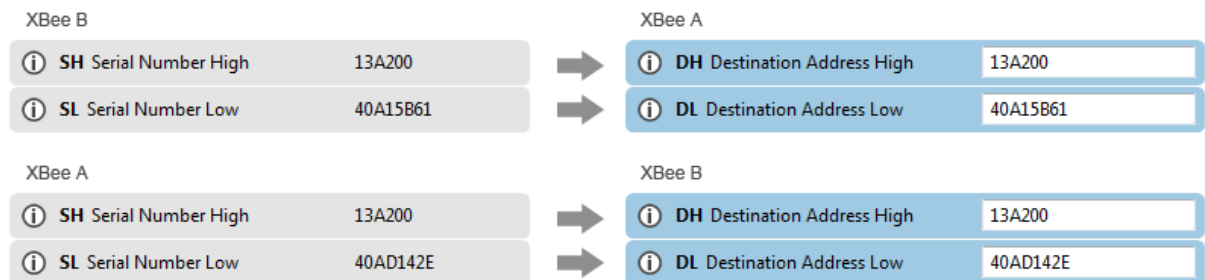 XBee B XBee A
SH Serial Number High 13A200 DH Destination Address High 13A200
SL Serial Number Low 40A15B61 DL Destination Address Low 40A15B61
XBee A XBee B
SH Serial Number High 13A200 DH Destination Address High 13A200
SL Serial Number Low 40AD142E DL Destination Address Low 40AD142E